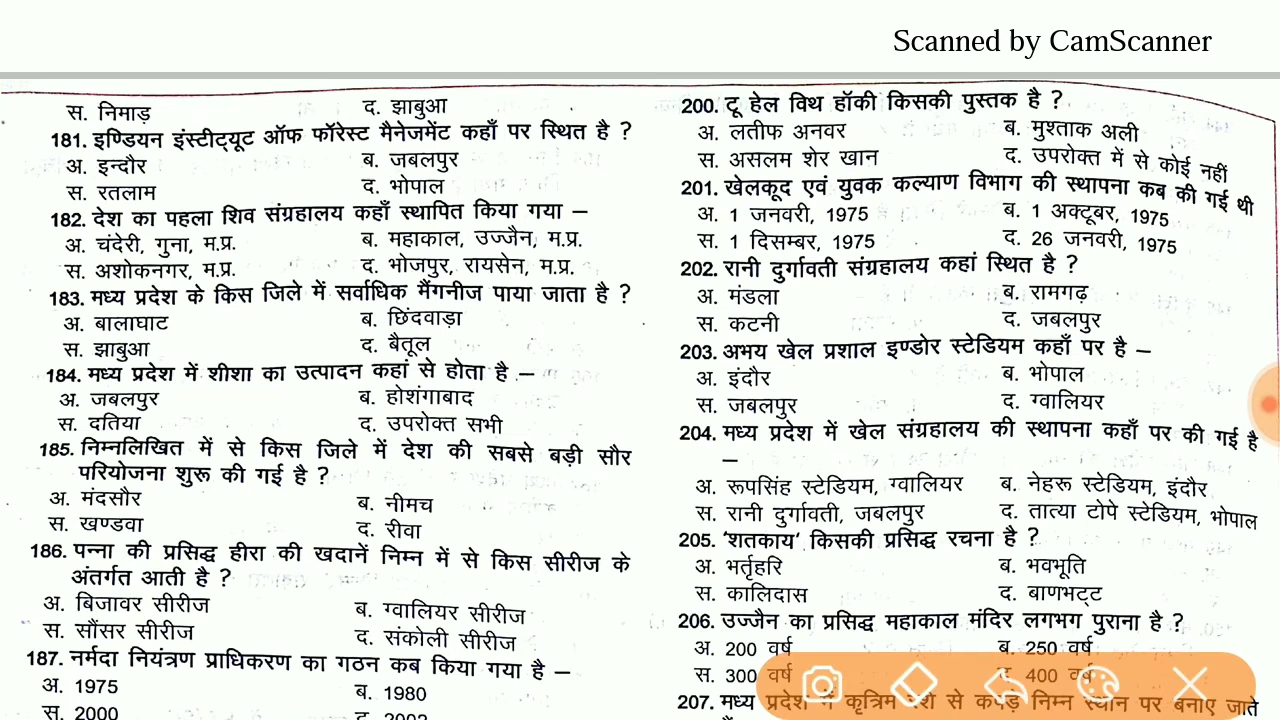 Scanned by CamScanner
स. निमाड़ द. झाबुआ
181. इण्डियन इंस्टीट्यूट ऑफ फॉरेस्ट मैनेजमेंट कहाँ पर स्थित है ?
अ. इन्दौर ब. जबलपुर
स. रतलाम द. भोपाल
182. देश का पहला शिव संग्रहालय कहाँ स्थापित किया गया –
अ. चंदेरी, गुना, म.प्र. ब. महाकाल, उज्जैन, म.प्र.
स. अशोकनगर, म.प्र. द. भोजपुर, रायसेन, म.प्र.
183. मध्य प्रदेश के किस जिले में सर्वाधिक मैंगनीज पाया जाता है ?
अ. बालाघाट ब. छिंदवाड़ा
स. झाबुआ द. बैतूल
184. मध्य प्रदेश में शीशा का उत्पादन कहां से होता है –
अ. जबलपुर ब. होशंगाबाद
स. दतिया द. उपरोक्त सभी
185. निम्नलिखित में से किस जिले में देश की सबसे बड़ी सौर
परियोजना शुरू की गई है ?
अ. मंदसौर ब. नीमच
स. खण्डवा द. रीवा
186. पन्ना की प्रसिद्ध हीरा की खदानें निम्न में से किस सीरीज के
अंतर्गत आती है ?
अ. बिजावर सीरीज ब. ग्वालियर सीरीज
स. सौंसर सीरीज द. संकोली सीरीज
187. नर्मदा नियंत्रण प्राधिकरण का गठन कब किया गया है –
अ. 1975 ब. 1980
स. 2000
200. टू हेल विथ हॉकी किसकी पुस्तक है ?
अ. लतीफ अनवर ब. मुश्ताक अली
स. असलम शेर खान द. उपरोक्त में से कोई नहीं
201. खेलकूद एवं युवक कल्याण विभाग की स्थापना कब की गई थी
अ. 1 जनवरी, 1975 ब. 1 अक्टूबर, 1975
स. 1 दिसम्बर, 1975 द. 26 जनवरी, 1975
202. रानी दुर्गावती संग्रहालय कहां स्थित है ?
अ. मंडला ब. रामगढ़
स. कटनी द. जबलपुर
203. अभय खेल प्रशाल इण्डोर स्टेडियम कहाँ पर है –
अ. इंदौर ब. भोपाल
स. जबलपुर द. ग्वालियर
204. मध्य प्रदेश में खेल संग्रहालय की स्थापना कहाँ पर की गई है
–
अ. रूपसिंह स्टेडियम, ग्वालियर ब. नेहरू स्टेडियम, इंदौर
स. रानी दुर्गावती, जबलपुर द. तात्या टोपे स्टेडियम, भोपाल
205. 'शतकाय' किसकी प्रसिद्ध रचना है ?
अ. भर्तृहरि ब. भवभूति
स. कालिदास द. बाणभट्ट
206. उज्जैन का प्रसिद्ध महाकाल मंदिर लगभग पुराना है ?
अ. 200 वर्ष ब. 250 वर्ष
स. 300 वर्ष द. 400 वर्ष
207. मध्य प्रदेश में कृत्रिम रेशे से कपड़े निम्न स्थान पर बनाए जाते